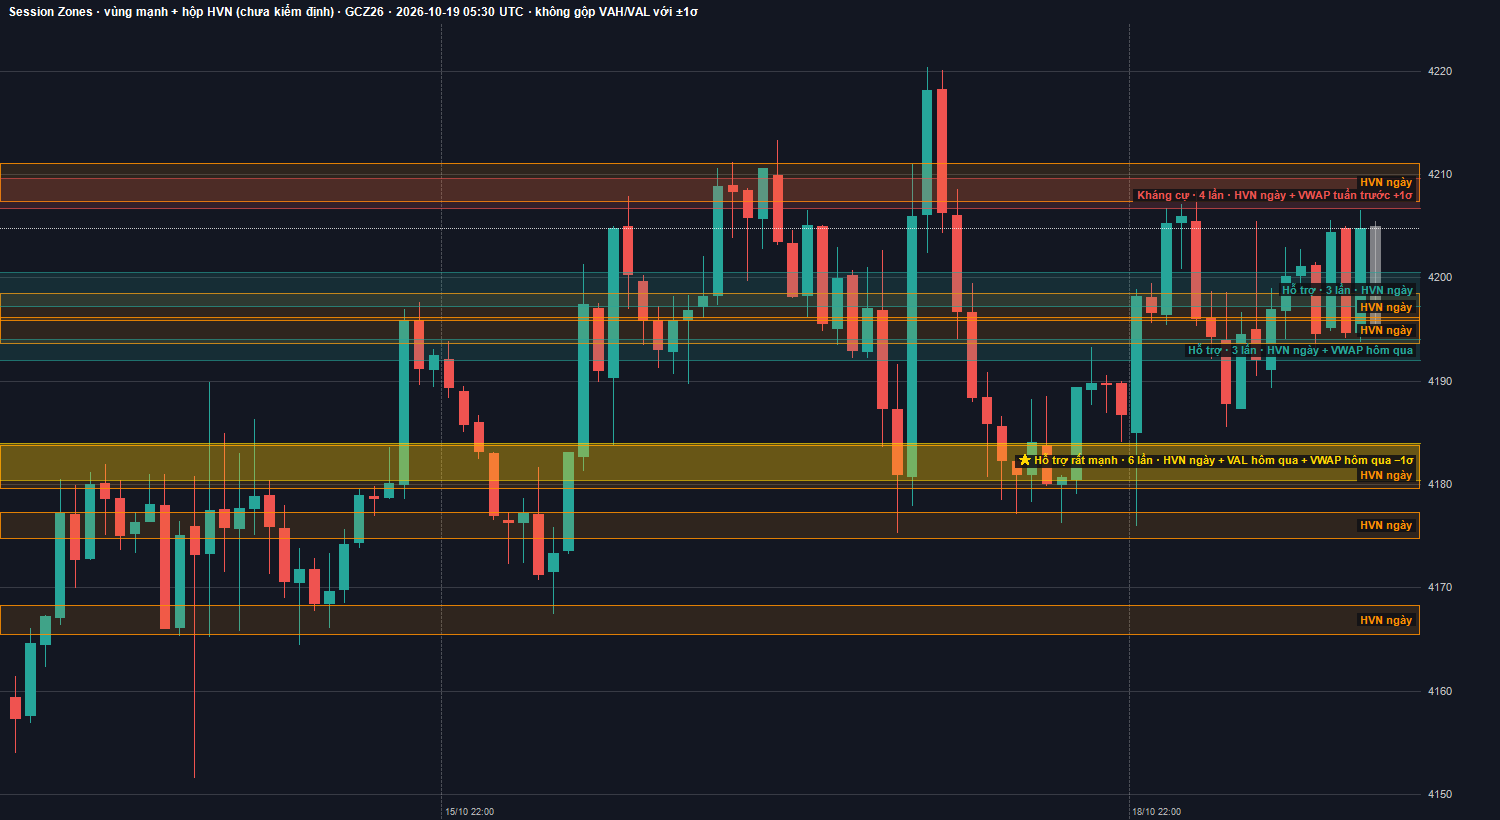 Session Zones · vùng mạnh + hộp HVN (chưa kiểm định) · GCZ26 · 2026-10-19 05:30 UTC · không gộp VAH/VAL với ±1σ
4220
4210
HVN ngày
Kháng cự · 4 lần · HVN ngày + VWAP tuần trước +1σ
4200
Hỗ trợ · 3 lần · HVN ngày
HVN ngày
HVN ngày
Hỗ trợ · 3 lần · HVN ngày + VWAP hôm qua
4190
★ Hỗ trợ rất mạnh · 6 lần · HVN ngày + VAL hôm qua + VWAP hôm qua −1σ
HVN ngày
4180
HVN ngày
4170
HVN ngày
4160
4150
15/10 22:00
18/10 22:00